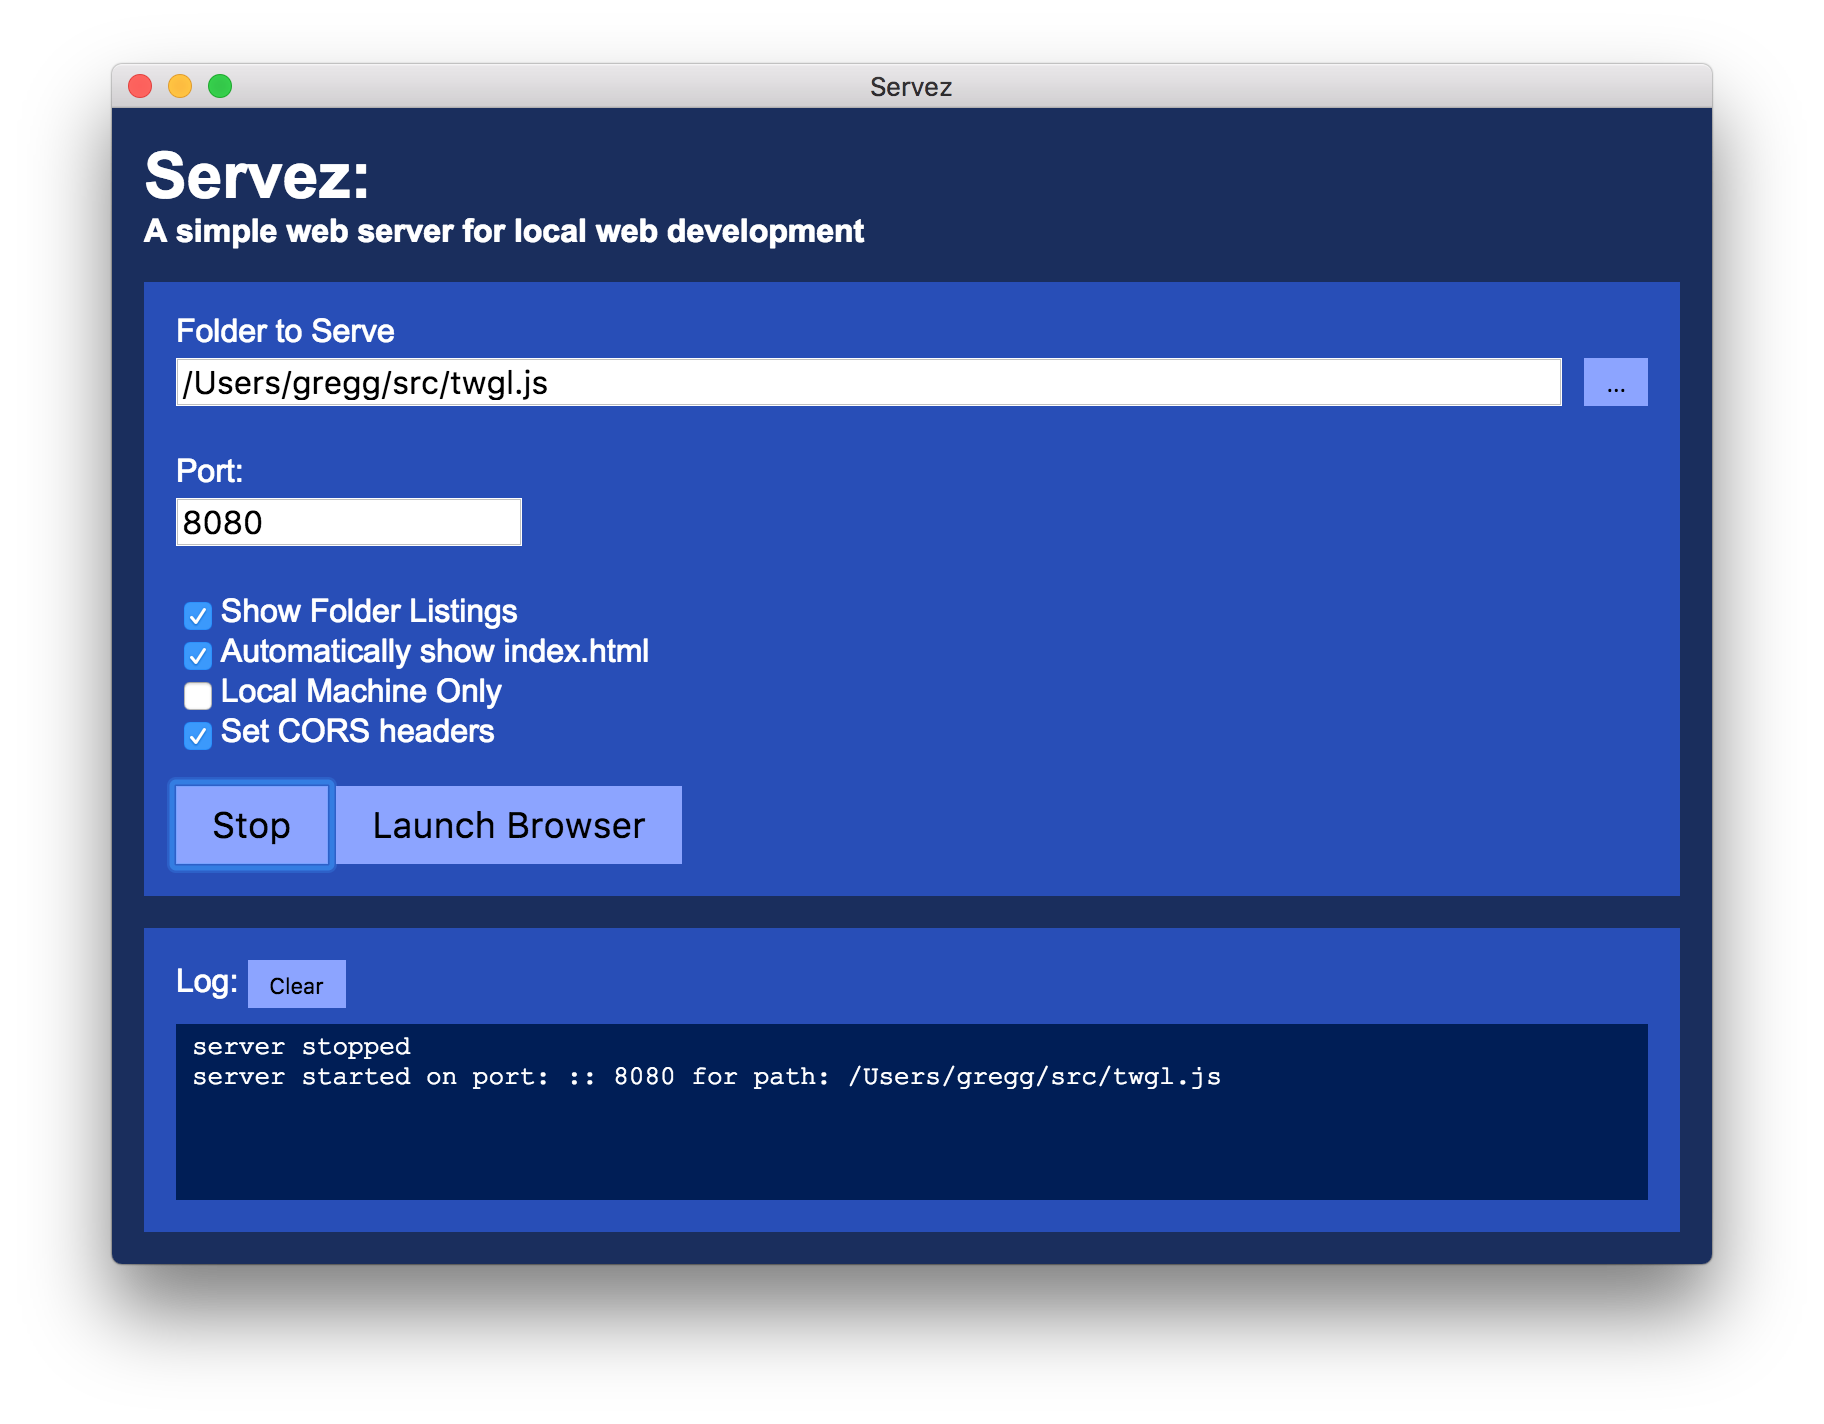 Servez
Servez:
A simple web server for local web development
Folder to Serve
/Users/gregg/src/twgl.js
...
Port:
8080
Show Folder Listings
Automatically show index.html
Local Machine Only
Set CORS headers
Stop Launch Browser
Log: Clear
server stopped
server started on port: :: 8080 for path: /Users/gregg/src/twgl.js